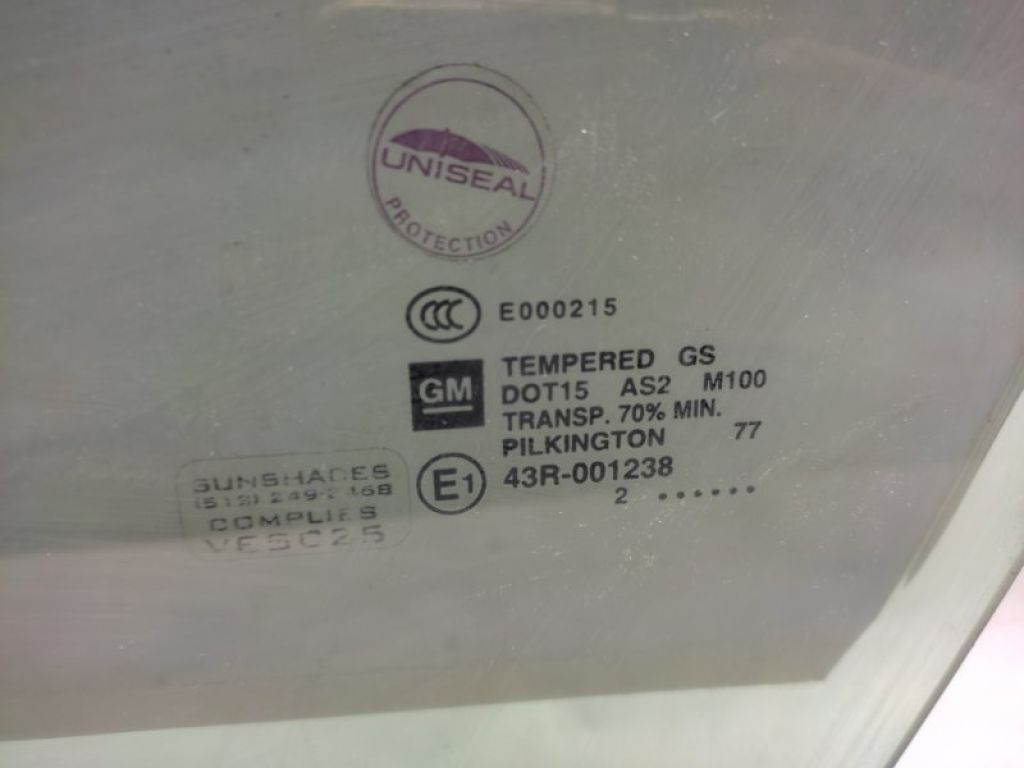 UNISEAL
PROTECTION
CCC E000215
GM
TEMPERED GS
DOT15 AS2 M100
TRANSP. 70% MIN.
PILKINGTON 77
E1 43R-001238
2 ......
SUNSHADES
COMPLIES
VESC25